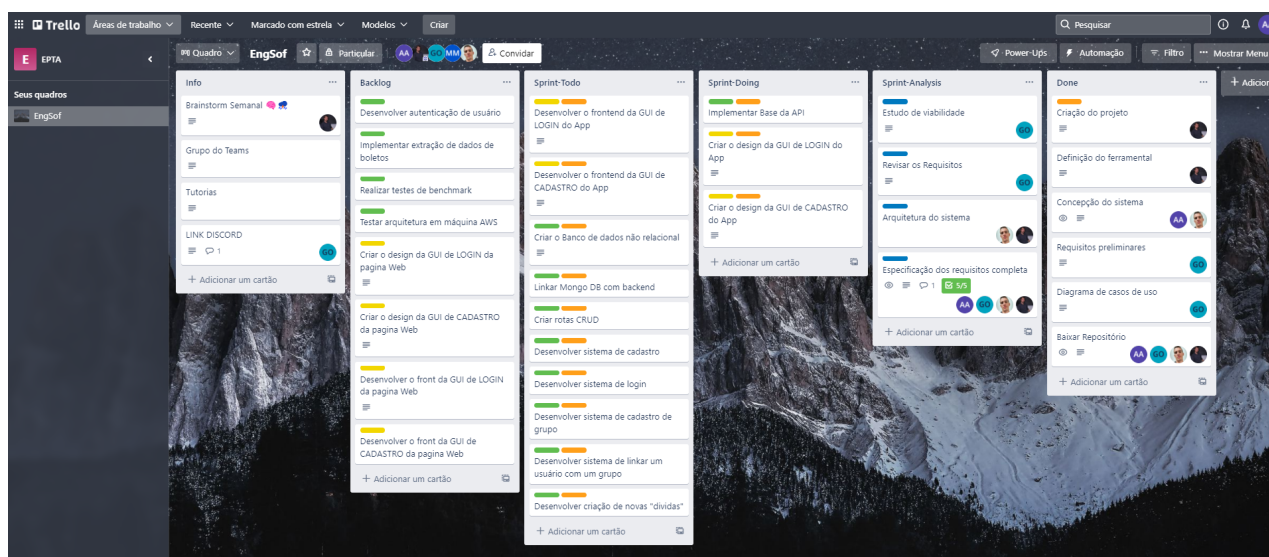 Trello
Áreas de trabalho
Recente
Marcado com estrela
Modelos
Criar
Pesquisar
E
EPTA
Quadro
EngSof
Particular
AA
GO
MM
Convidar
Power-Ups
Automação
Filtro
Mostrar Menu
Seus quadros
EngSof
Info
Brainstorm Semanal
Grupo do Teams
Tutorias
LINK DISCORD
1
GO
+ Adicionar um cartão
Backlog
Desenvolver autenticação de usuário
Implementar extração de dados de
boletos
Realizar testes de benchmark
Testar arquitetura em máquina AWS
Criar o design da GUI de LOGIN da
pagina Web
Criar o design da GUI de CADASTRO
da pagina Web
Desenvolver o front da GUI de LOGIN
da pagina Web
Desenvolver o front da GUI de
CADASTRO da pagina Web
+ Adicionar um cartão
Sprint-Todo
Desenvolver o frontend da GUI de
LOGIN do App
Desenvolver o frontend da GUI de
CADASTRO do App
Criar o Banco de dados não relacional
Linkar Mongo DB com backend
Criar rotas CRUD
Desenvolver sistema de cadastro
Desenvolver sistema de login
Desenvolver sistema de cadastro de
grupo
Desenvolver sistema de linkar um
usuário com um grupo
Desenvolver criação de novas "dividas"
+ Adicionar um cartão
Sprint-Doing
Implementar Base da API
Criar o design da GUI de LOGIN do
App
Criar o design da GUI de CADASTRO
do App
+ Adicionar um cartão
Sprint-Analysis
Estudo de viabilidade
GO
Revisar os Requisitos
GO
Arquitetura do sistema
Especificação dos requisitos completa
1
5/5
AA
GO
+ Adicionar um cartão
Done
Criação do projeto
Definição do ferramental
Concepção do sistema
AA
Requisitos preliminares
GO
Diagrama de casos de
uso
GO
Baixar Repositório
AA
GO
+ Adicionar um cartão
+ Adicion